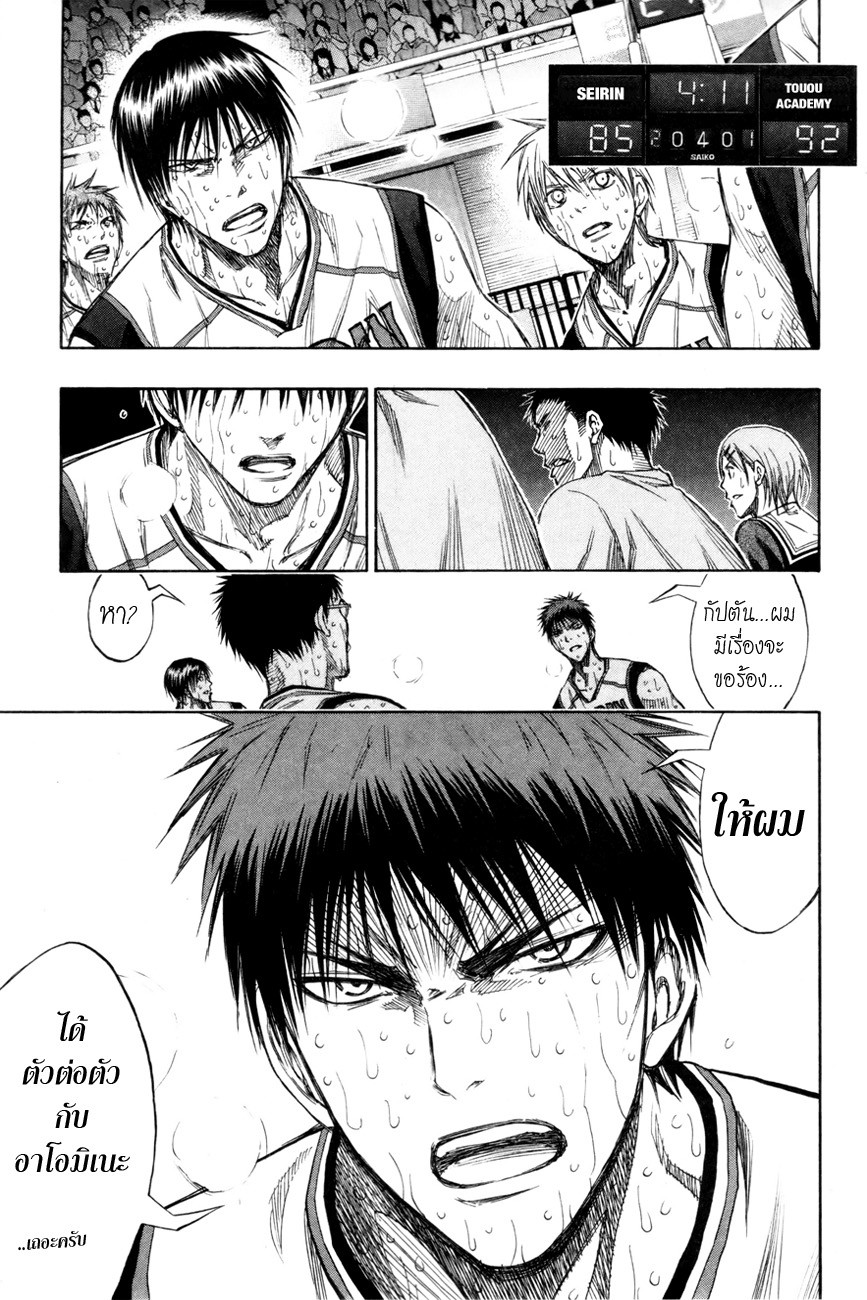 SEIRIN
85
4:11
20401
SAIKO
TOUOU
ACADEMY
92
กัปตัน...ผม
มีเรื่องจะ
ขอร้อง...
หา?
ให้ผม
ได้
ตัวต่อตัว
กับ
อาโอมิเนะ
..เถอะครับ